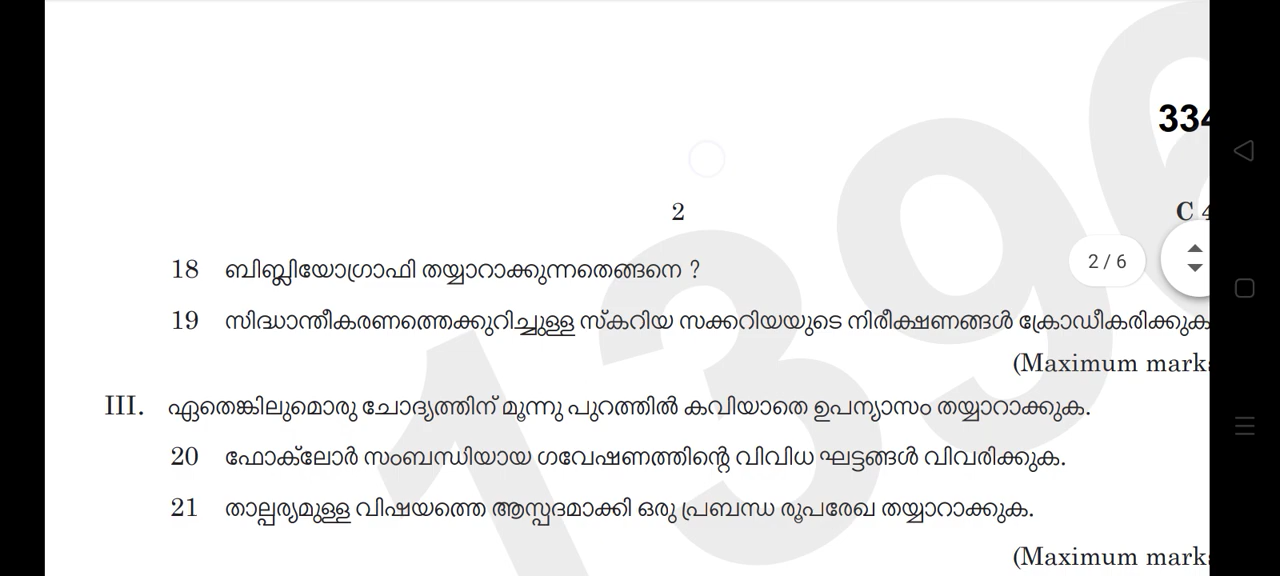 334
2
C 4
18 ബിബ്ലിയോഗ്രാഫി തയ്യാറാക്കുന്നതെങ്ങനെ ?
2 / 6
19 സിദ്ധാന്തീകരണത്തെക്കുറിച്ചുള്ള സ്കറിയ സക്കറിയയുടെ നിരീക്ഷണങ്ങൾ ക്രോഡീകരിക്കുക
(Maximum mark
III. ഏതെങ്കിലുമൊരു ചോദ്യത്തിന് മൂന്നു പുറത്തിൽ കവിയാതെ ഉപന്യാസം തയ്യാറാക്കുക.
20 ഫോക്‌ലോർ സംബന്ധിയായ ഗവേഷണത്തിന്റെ വിവിധ ഘട്ടങ്ങൾ വിവരിക്കുക.
21 താല്പര്യമുള്ള വിഷയത്തെ ആസ്പദമാക്കി ഒരു പ്രബന്ധ രൂപരേഖ തയ്യാറാക്കുക.
(Maximum mark
1396